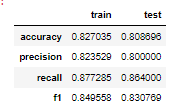 train test
accuracy 0.827035 0.808696
precision 0.823529 0.800000
recall 0.877285 0.864000
f1 0.849558 0.830769